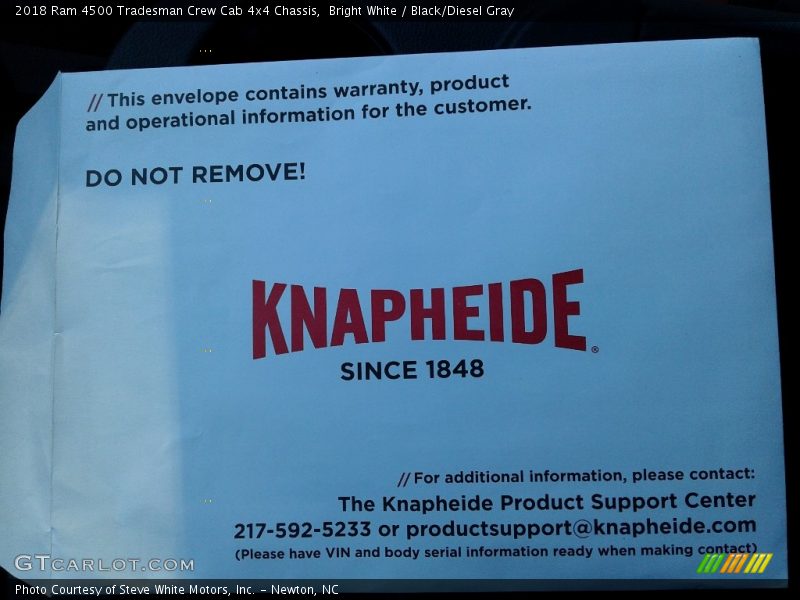 2018 Ram 4500 Tradesman Crew Cab 4x4 Chassis,  Bright White / Black/Diesel Gray
// This envelope contains warranty, product
and operational information for the customer.
DO NOT REMOVE!
KNAPHEIDE®
SINCE 1848
// For additional information, please contact:
The Knapheide Product Support Center
217-592-5233 or productsupport@knapheide.com
(Please have VIN and body serial information ready when making contact)
GTCARLOT.COM
Photo Courtesy of Steve White Motors, Inc. – Newton, NC